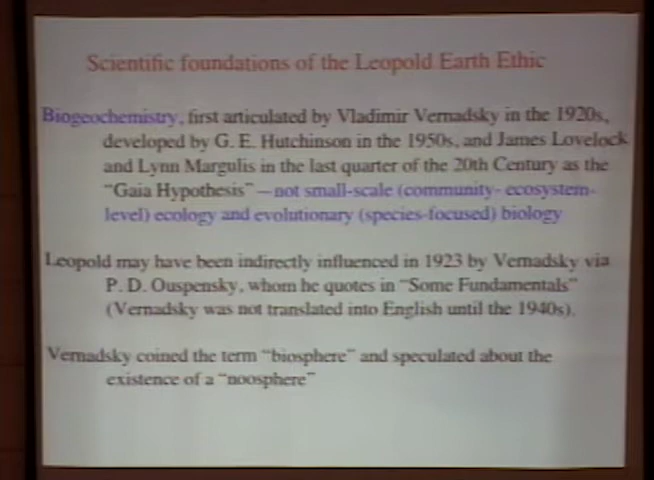 Scientific foundations of the Leopold Earth Ethic
Biogeochemistry, first articulated by Vladimir Vernadsky in the 1920s,
developed by G. E. Hutchinson in the 1950s, and James Lovelock
and Lynn Margulis in the last quarter of the 20th Century as the
"Gaia Hypothesis" — not small-scale (community- ecosystem-
level) ecology and evolutionary (species-focused) biology
Leopold may have been indirectly influenced in 1923 by Vernadsky via
P. D. Ouspensky, whom he quotes in "Some Fundamentals"
(Vernadsky was not translated into English until the 1940s).
Vernadsky coined the term "biosphere" and speculated about the
existence of a "noosphere"